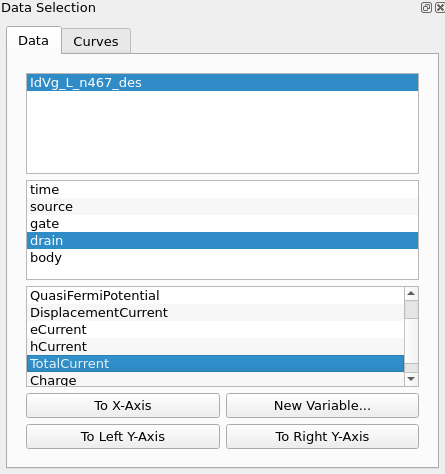 Data Selection
Data
Curves
IdVg_L_n467_des
time
source
gate
drain
body
QuasiFermiPotential
DisplacementCurrent
eCurrent
hCurrent
TotalCurrent
Charge
To X-Axis
New Variable...
To Left Y-Axis
To Right Y-Axis